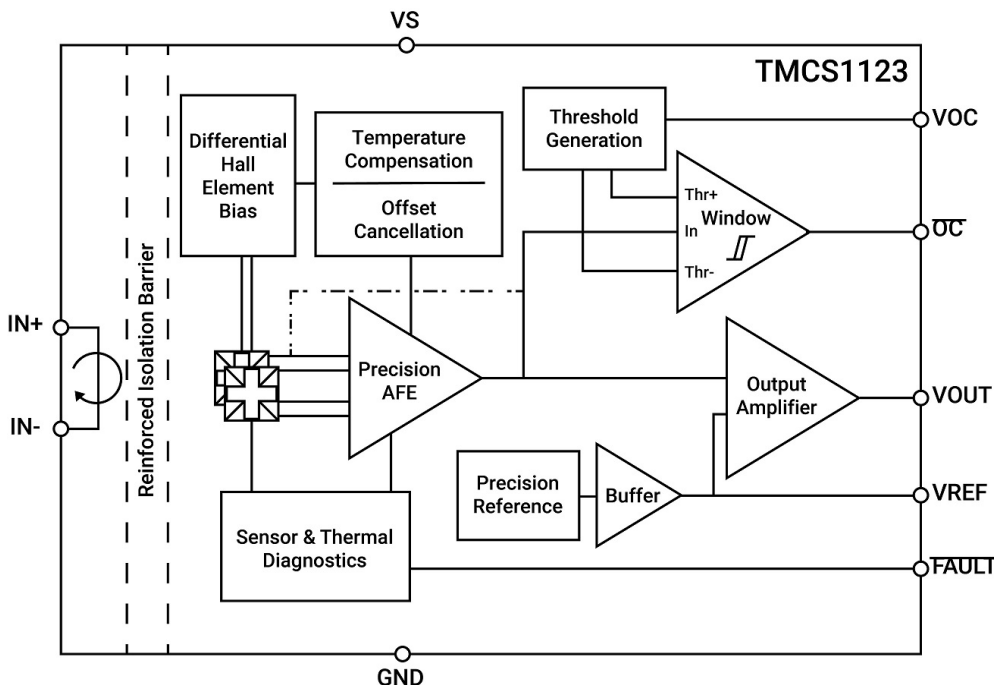 VS
TMCS1123
Differential
Hall
Element
Bias
Temperature
Compensation
Offset
Cancellation
Threshold
Generation
VOC
Thr+
Window
In
Thr-
OC
Reinforced Isolation Barrier
IN+
IN-
Precision
AFE
Output
Amplifier
VOUT
Precision
Reference
Buffer
VREF
Sensor & Thermal
Diagnostics
FAULT
GND